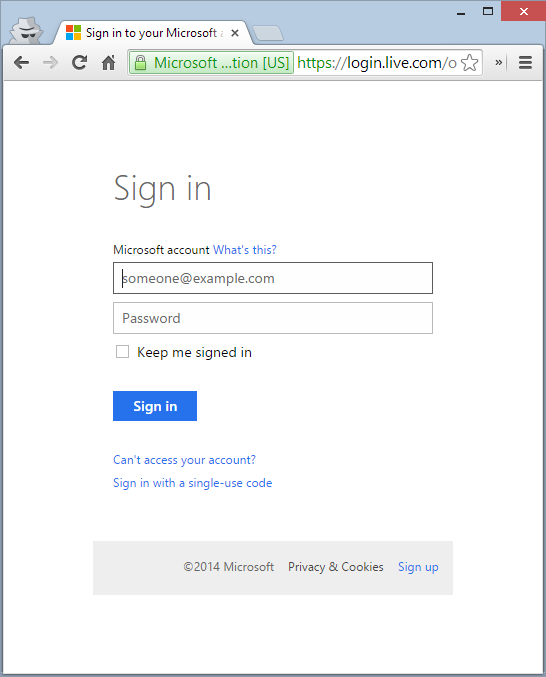 Sign in to your Microsoft a
Microsoft ...tion [US] https://login.live.com/o
Sign in
Microsoft account What's this?
someone@example.com
Password
Keep me signed in
Sign in
Can't access your account?
Sign in with a single-use code
©2014 Microsoft Privacy & Cookies Sign up